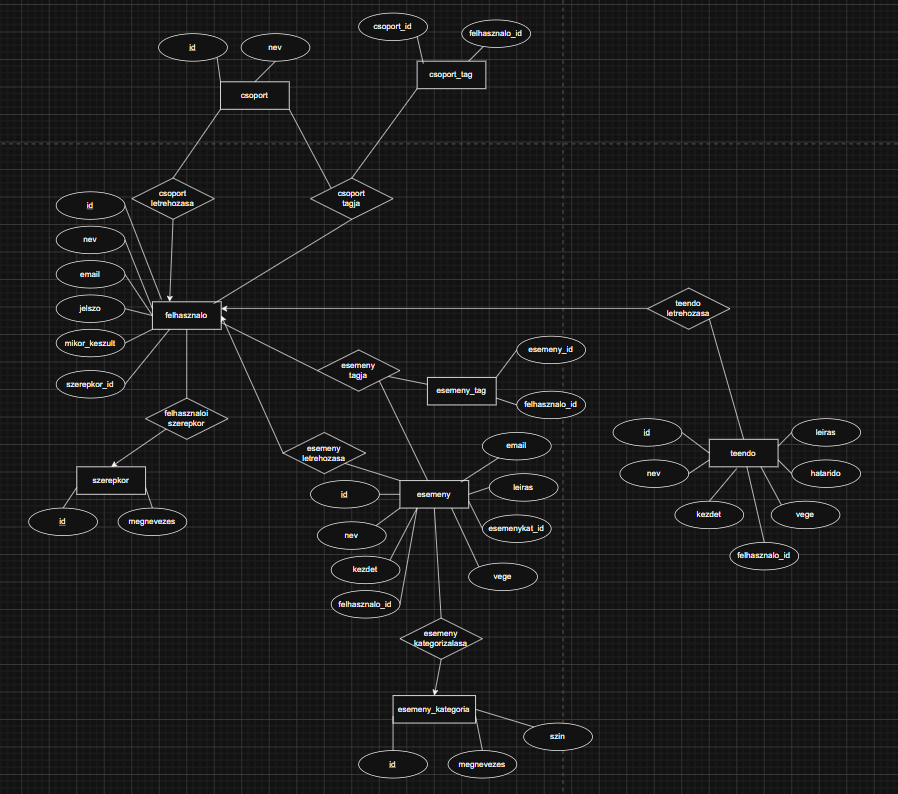 csoport_id
felhasznalo_id
id
nev
csoport_tag
csoport
csoport
letrehozasa
csoport
tagja
id
nev
email
jelszo
mikor_keszult
szerepkor_id
felhasznalo
teendo
letrehozasa
esemeny_id
esemeny
tagja
esemeny_tag
felhasznalo_id
felhasznaloi
szerepkor
esemeny
letrehozasa
szerepkor
id
megnevezes
email
id
esemeny
leiras
nev
esemenykat_id
kezdet
vege
felhasznalo_id
id
leiras
teendo
nev
hatarido
kezdet
vege
felhasznalo_id
esemeny
kategorizalasa
esemeny_kategoria
szin
id
megnevezes